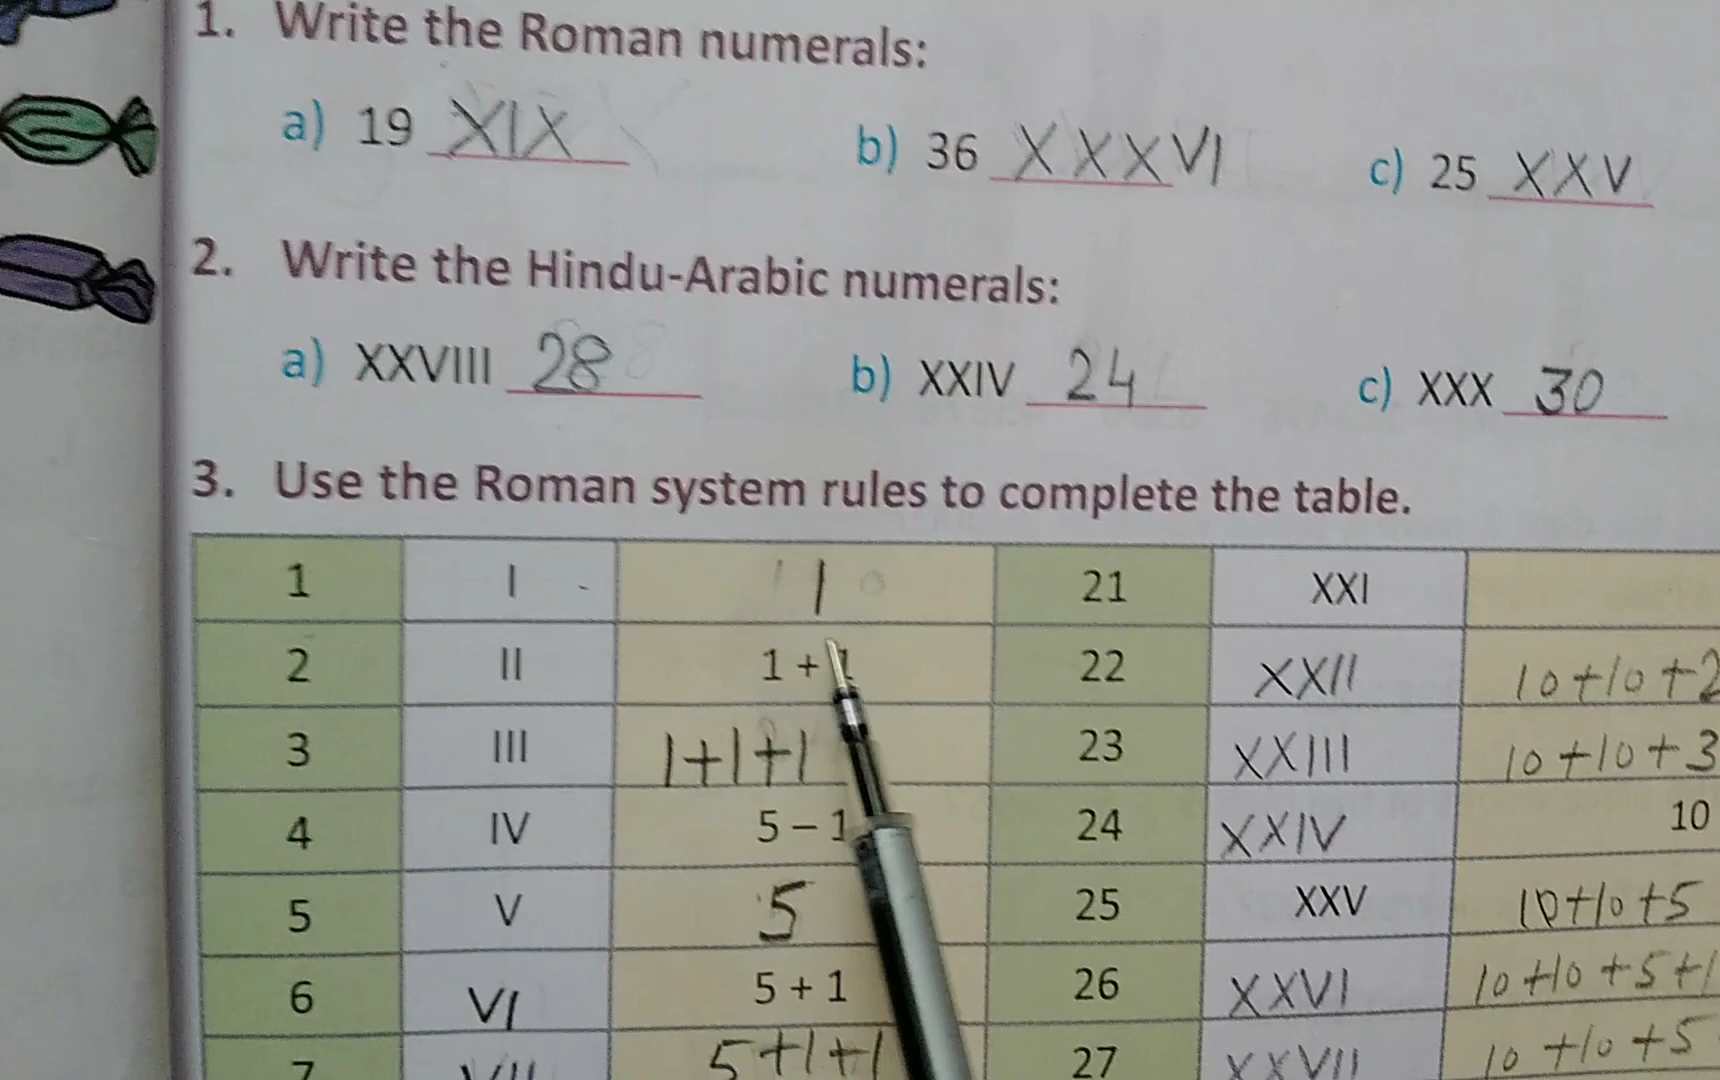 1. Write the Roman numerals:
a) 19 XIX b) 36 XXXVI c) 25 XXV
2. Write the Hindu-Arabic numerals:
a) XXVIII 28 b) XXIV 24 c) XXX 30
3. Use the Roman system rules to complete the table.
1 I 1 21 XXI
2 II 1 + 1 22 XXII 10+10+2
3 III 1+1+1 23 XXIII 10+10+3
4 IV 5 – 1 24 XXIV 10
5 V 5 25 XXV 10+10+5
6 VI 5 + 1 26 XXVI 10+10+5+1
7 VII 5+1+1 27 XXVII 10+10+5